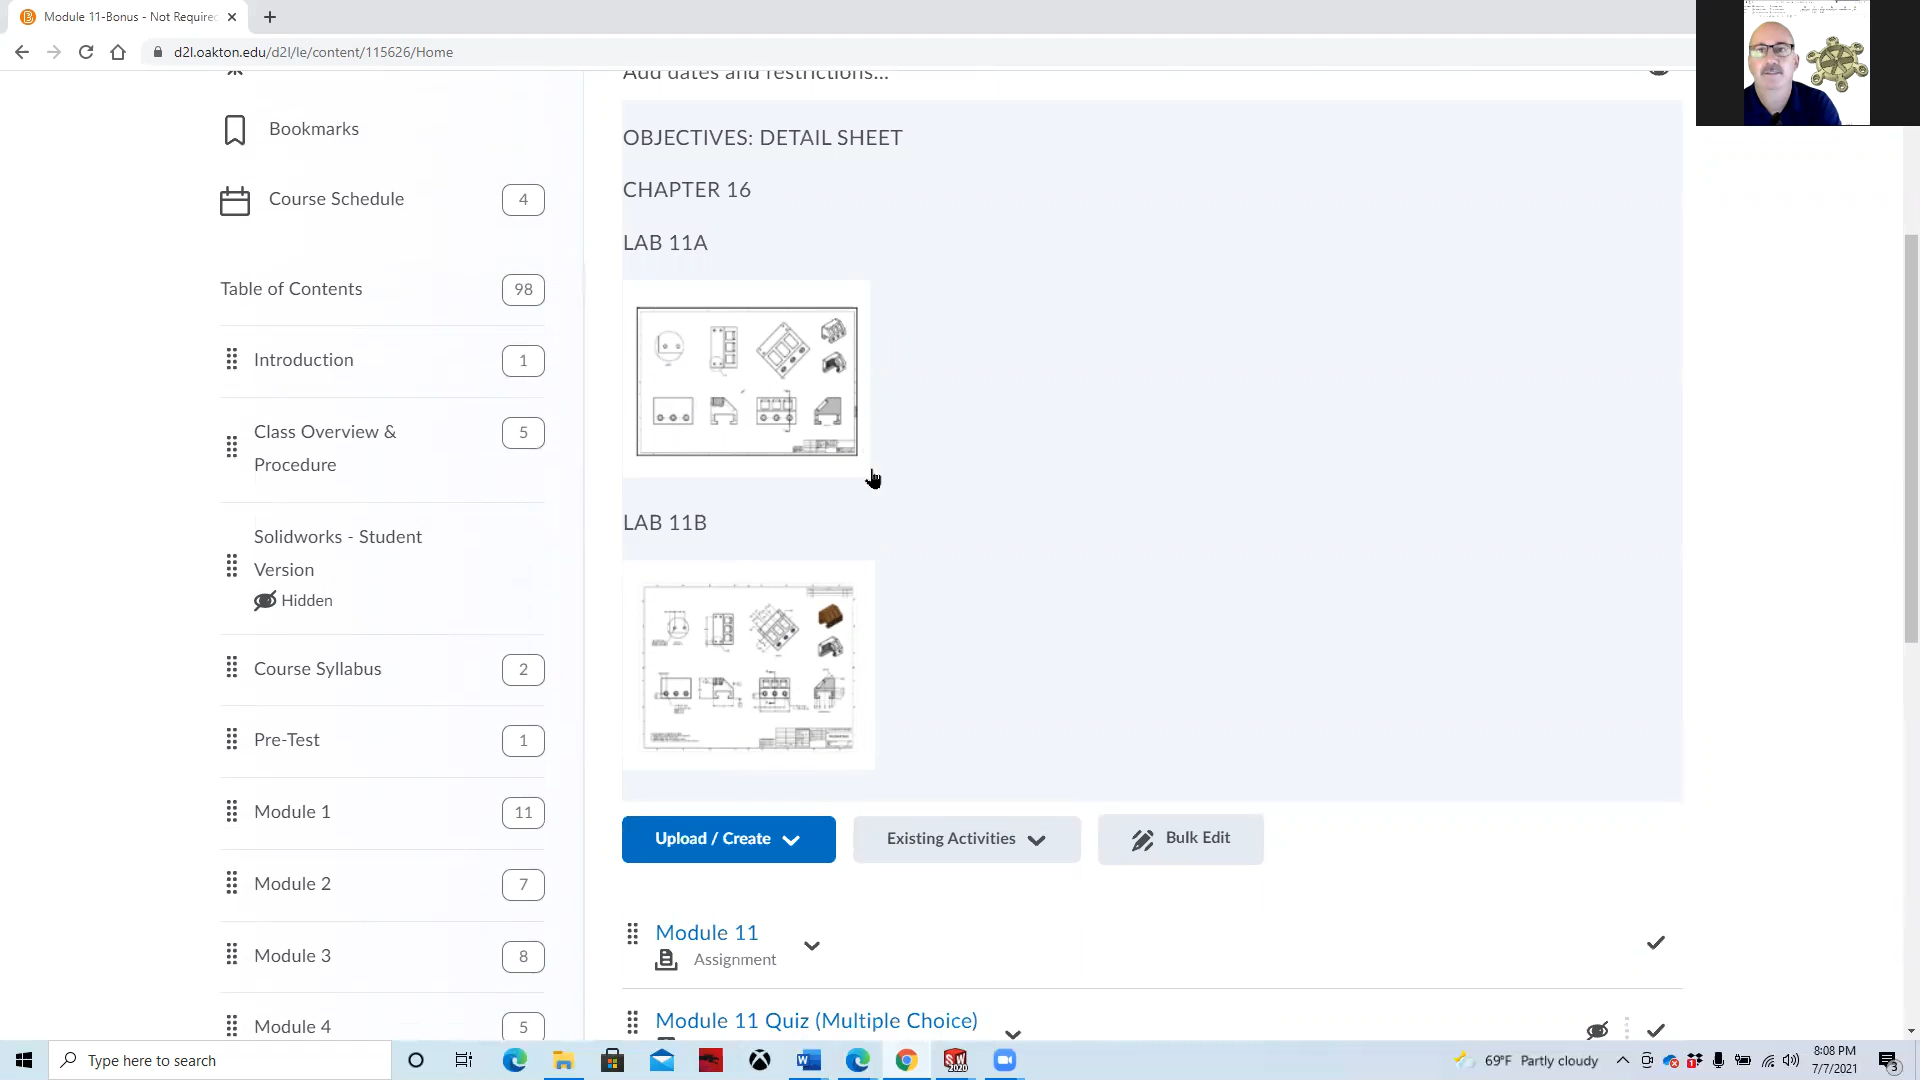 Module 11-Bonus - Not Require
d2l.oakton.edu/d2l/le/content/115626/Home
Add dates and restrictions...
Bookmarks
Course Schedule
4
Table of Contents
98
Introduction
1
Class Overview &
Procedure
5
Solidworks - Student
Version
Hidden
Course Syllabus
2
Pre-Test
1
Module 1
11
Module 2
7
Module 3
8
Module 4
5
OBJECTIVES: DETAIL SHEET
CHAPTER 16
LAB 11A
LAB 11B
Upload / Create
Existing Activities
Bulk Edit
Module 11
Assignment
Module 11 Quiz (Multiple Choice)
Type here to search
SW
2020
69°F Partly cloudy
8:08 PM
7/7/2021
3